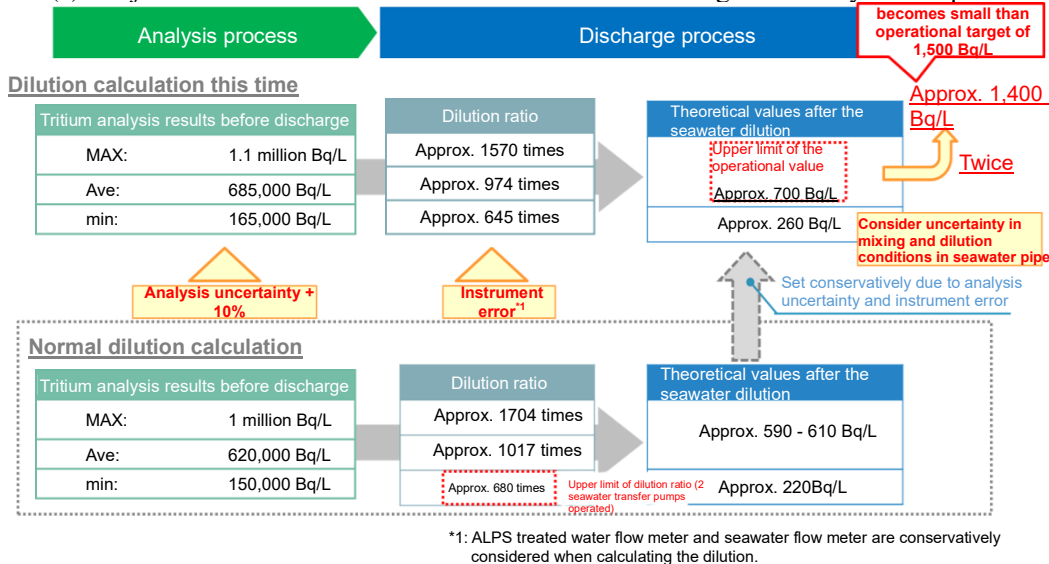 becomes small than
operational target of
1,500 Bq/L
Analysis process
Discharge process
Dilution calculation this time
Approx. 1,400
Bq/L
Tritium analysis results before discharge
MAX: 1.1 million Bq/L
Ave: 685,000 Bq/L
min: 165,000 Bq/L
Dilution ratio
Approx. 1570 times
Approx. 974 times
Approx. 645 times
Theoretical values after the
seawater dilution
Upper limit of the
operational value
Approx. 700 Bq/L
Approx. 260 Bq/L
Twice
Consider uncertainty in
mixing and dilution
conditions in seawater pipe
Analysis uncertainty +
10%
Instrument
error*1
Set conservatively due to analysis
uncertainty and instrument error
Normal dilution calculation
Tritium analysis results before discharge
MAX: 1 million Bq/L
Ave: 620,000 Bq/L
min: 150,000 Bq/L
Dilution ratio
Approx. 1704 times
Approx. 1017 times
Approx. 680 times
Upper limit of dilution ratio (2
seawater transfer pumps
operated)
Theoretical values after the
seawater dilution
Approx. 590 - 610 Bq/L
Approx. 220Bq/L
*1: ALPS treated water flow meter and seawater flow meter are conservatively
considered when calculating the dilution.